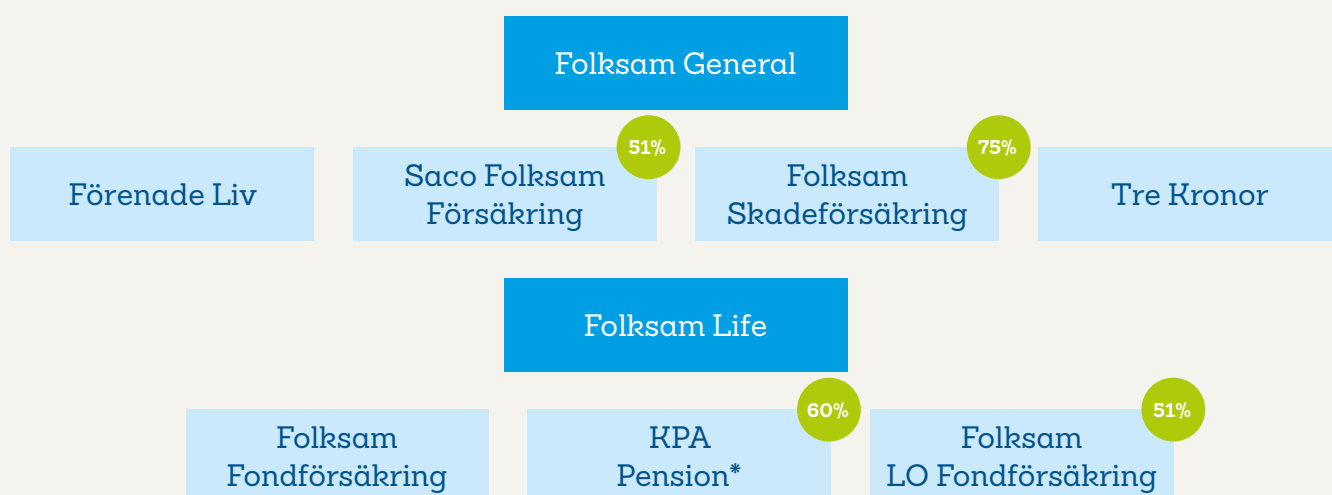 Folksam General
51%
75%
Förenade Liv
Saco Folksam
Försäkring
Folksam
Skadeförsäkring
Tre Kronor
Folksam Life
60%
51%
Folksam
Fondförsäkring
KPA
Pension*
Folksam
LO Fondförsäkring